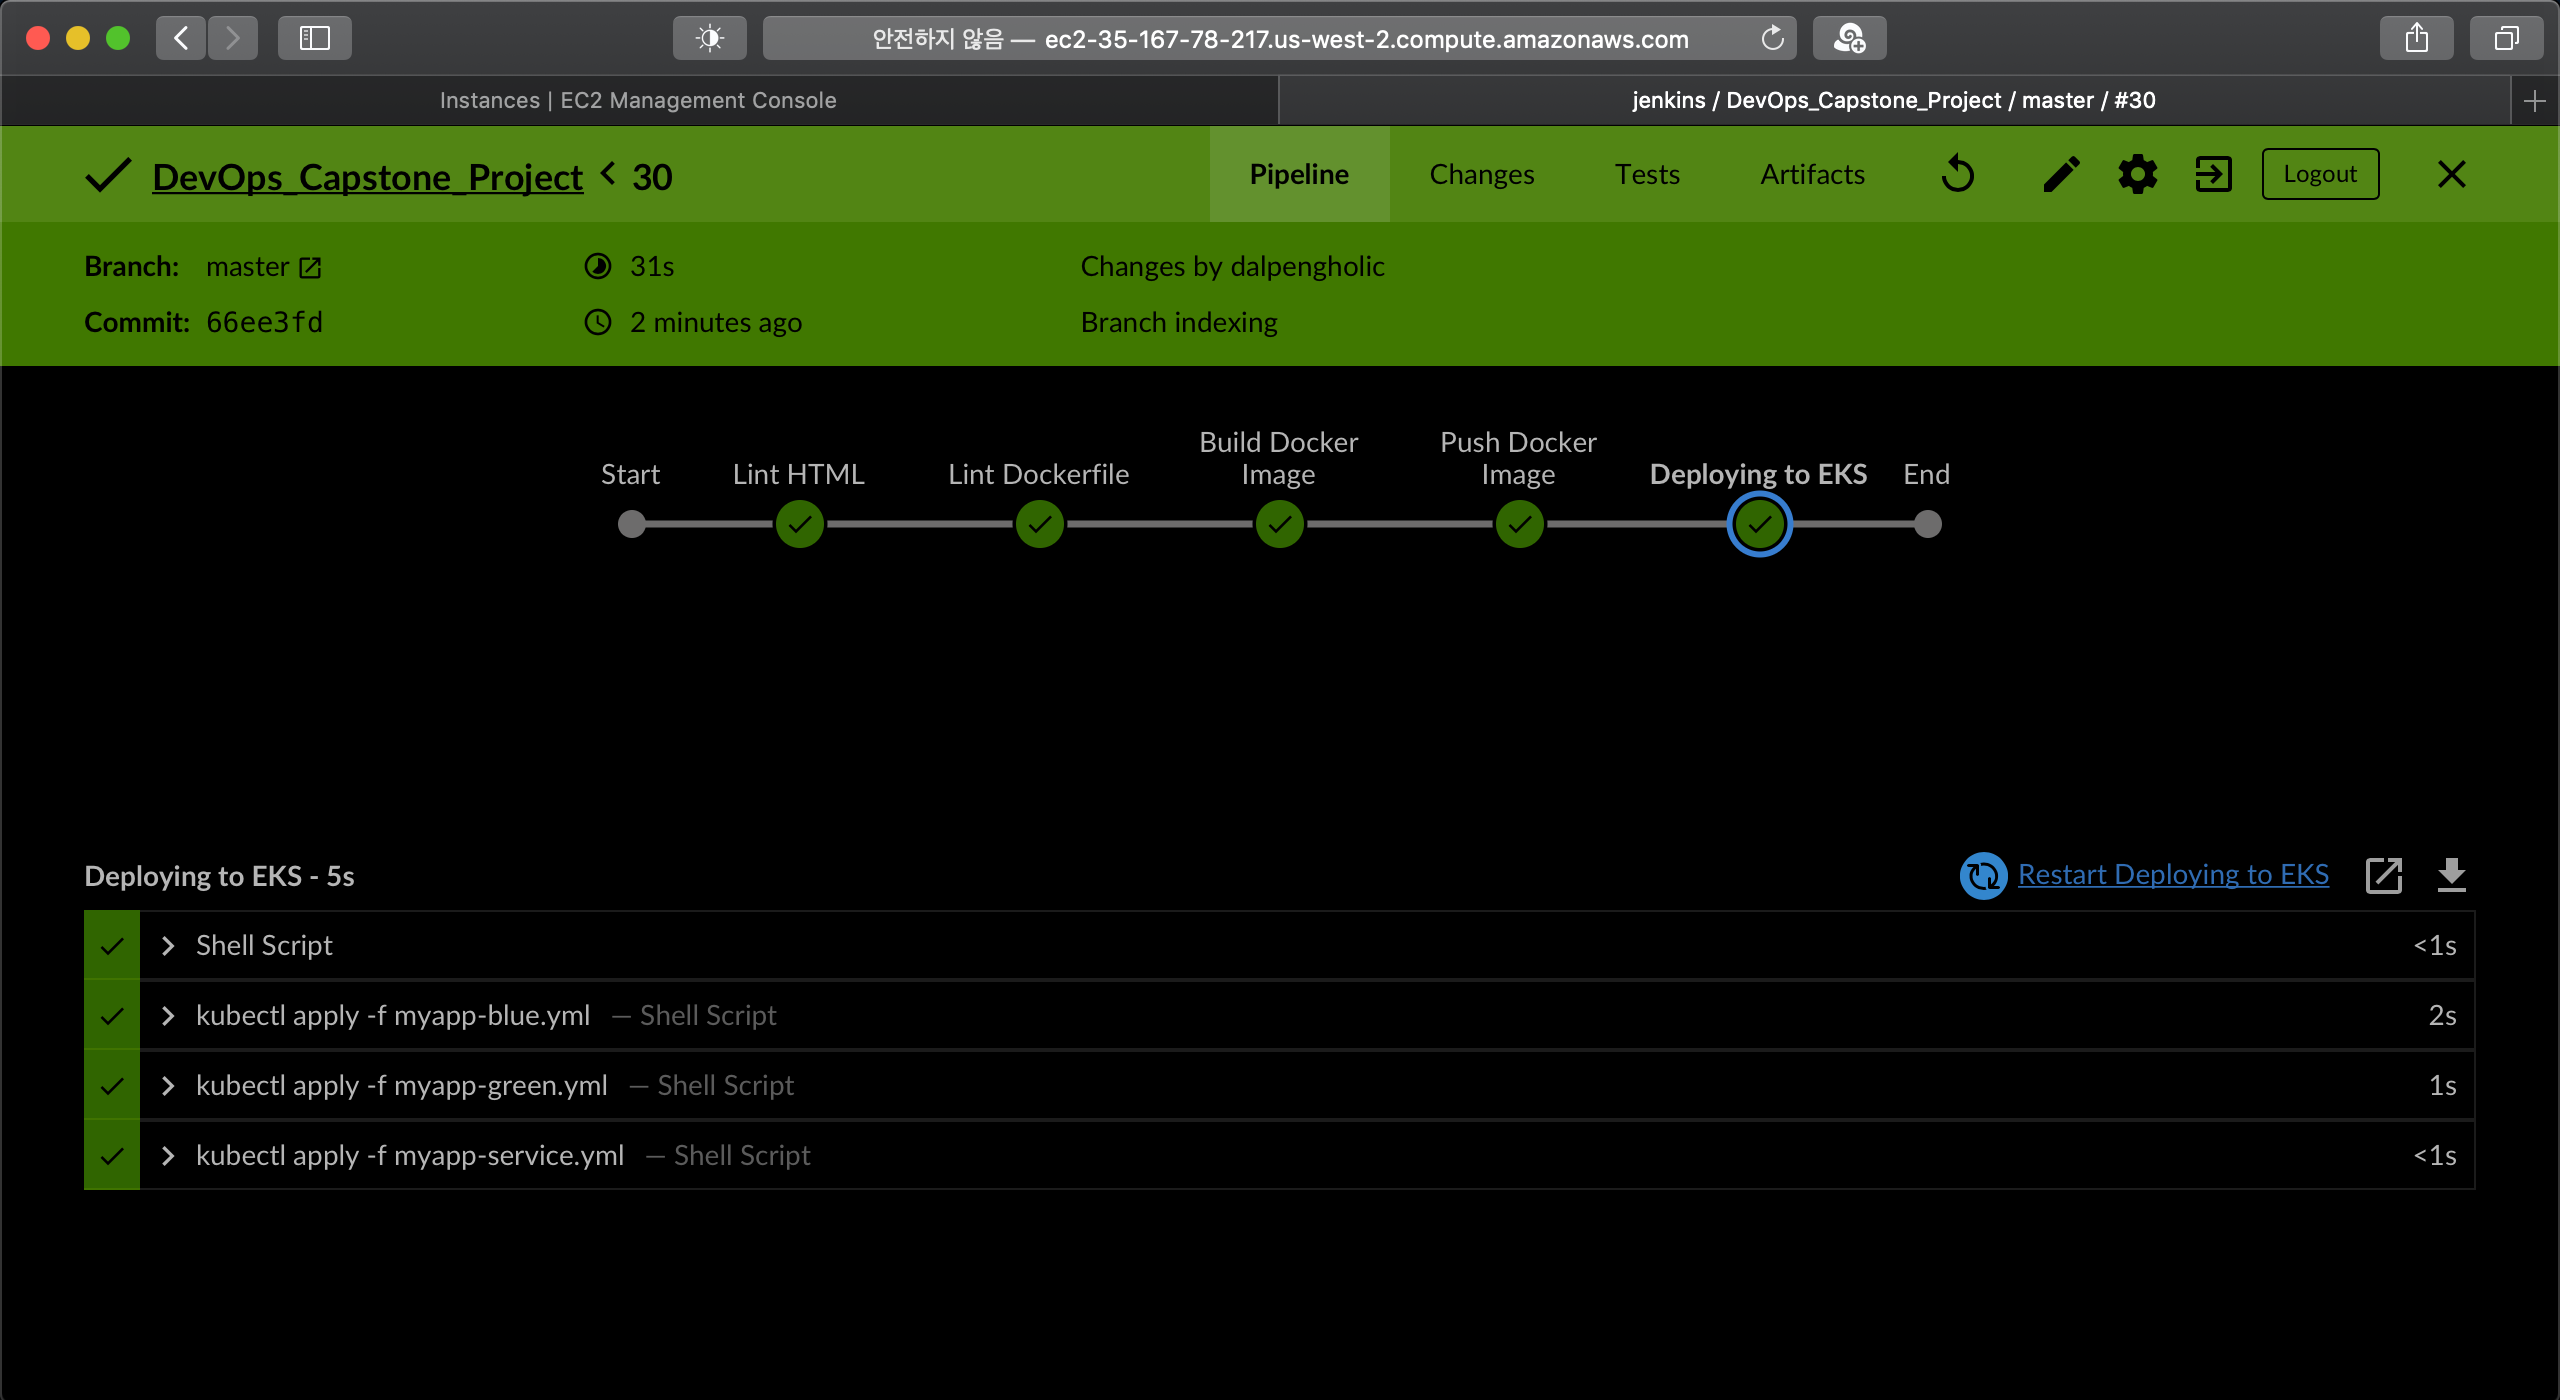 안전하지 않음 — ec2-35-167-78-217.us-west-2.compute.amazonaws.com
Instances | EC2 Management Console
jenkins / DevOps_Capstone_Project / master / #30
DevOps_Capstone_Project < 30
Pipeline
Changes
Tests
Artifacts
Logout
Branch: master
31s
Changes by dalpengholic
Commit: 66ee3fd
2 minutes ago
Branch indexing
Start
Lint HTML
Lint Dockerfile
Build Docker
Image
Push Docker
Image
Deploying to EKS
End
Deploying to EKS - 5s
Restart Deploying to EKS
Shell Script
<1s
kubectl apply -f myapp-blue.yml — Shell Script
2s
kubectl apply -f myapp-green.yml — Shell Script
1s
kubectl apply -f myapp-service.yml — Shell Script
<1s